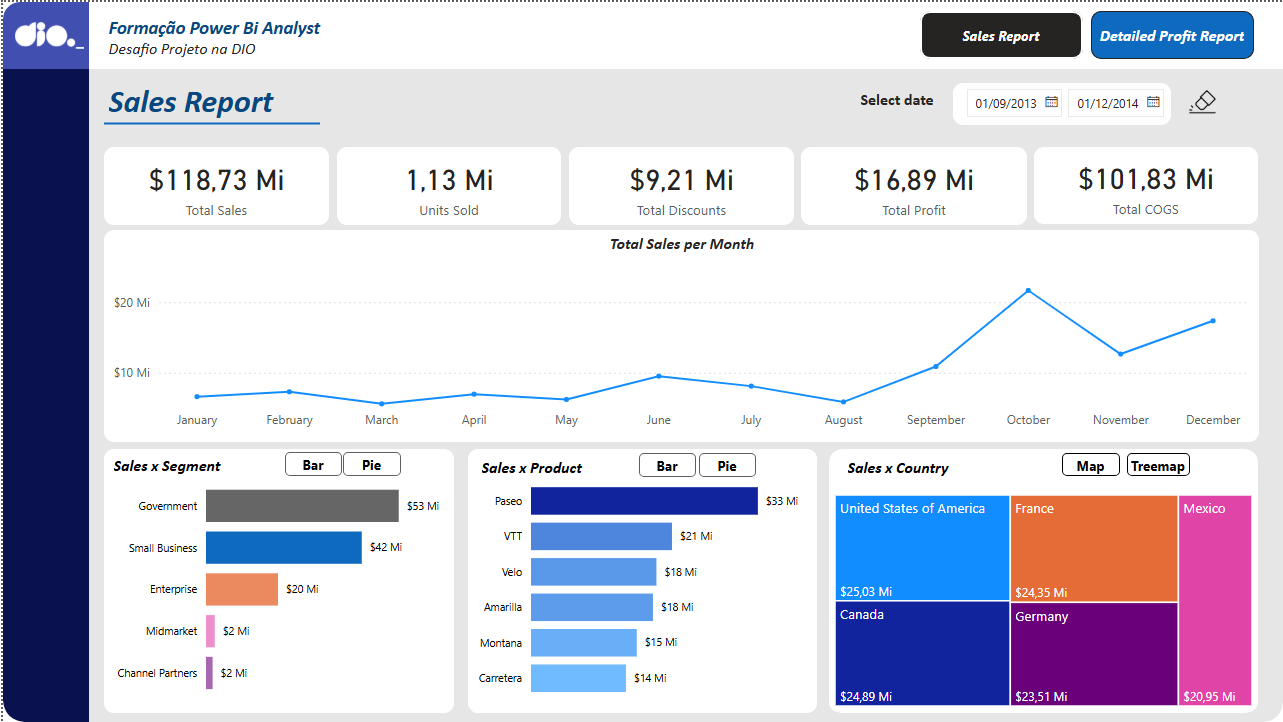 dio._
Formação Power Bi Analyst
Desafio Projeto na DIO
Sales Report
Detailed Profit Report
Sales Report
Select date
01/09/2013
01/12/2014
$118,73 Mi
Total Sales
1,13 Mi
Units Sold
$9,21 Mi
Total Discounts
$16,89 Mi
Total Profit
$101,83 Mi
Total COGS
Total Sales per Month
$20 Mi
$10 Mi
January February March April May June July August September October November December
Sales x Segment
Bar
Pie
Government $53 Mi
Small Business $42 Mi
Enterprise $20 Mi
Midmarket $2 Mi
Channel Partners $2 Mi
Sales x Product
Bar
Pie
Paseo $33 Mi
VTT $21 Mi
Velo $18 Mi
Amarilla $18 Mi
Montana $15 Mi
Carretera $14 Mi
Sales x Country
Map
Treemap
United States of America
$25,03 Mi
France
$24,35 Mi
Mexico
$20,95 Mi
Canada
$24,89 Mi
Germany
$23,51 Mi